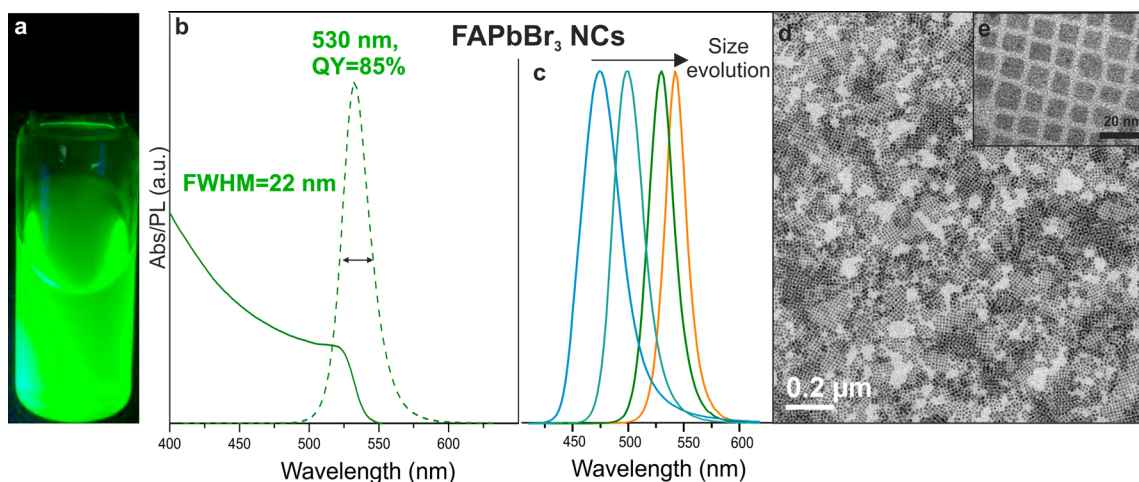 a
b
530 nm,
QY=85%
FWHM=22 nm
Abs/PL (a.u.)
400 450 500 550 600
Wavelength (nm)
FAPbBr₃ NCs
c
Size
evolution
450 500 550 600
Wavelength (nm)
d
0.2 µm
e
20 nm